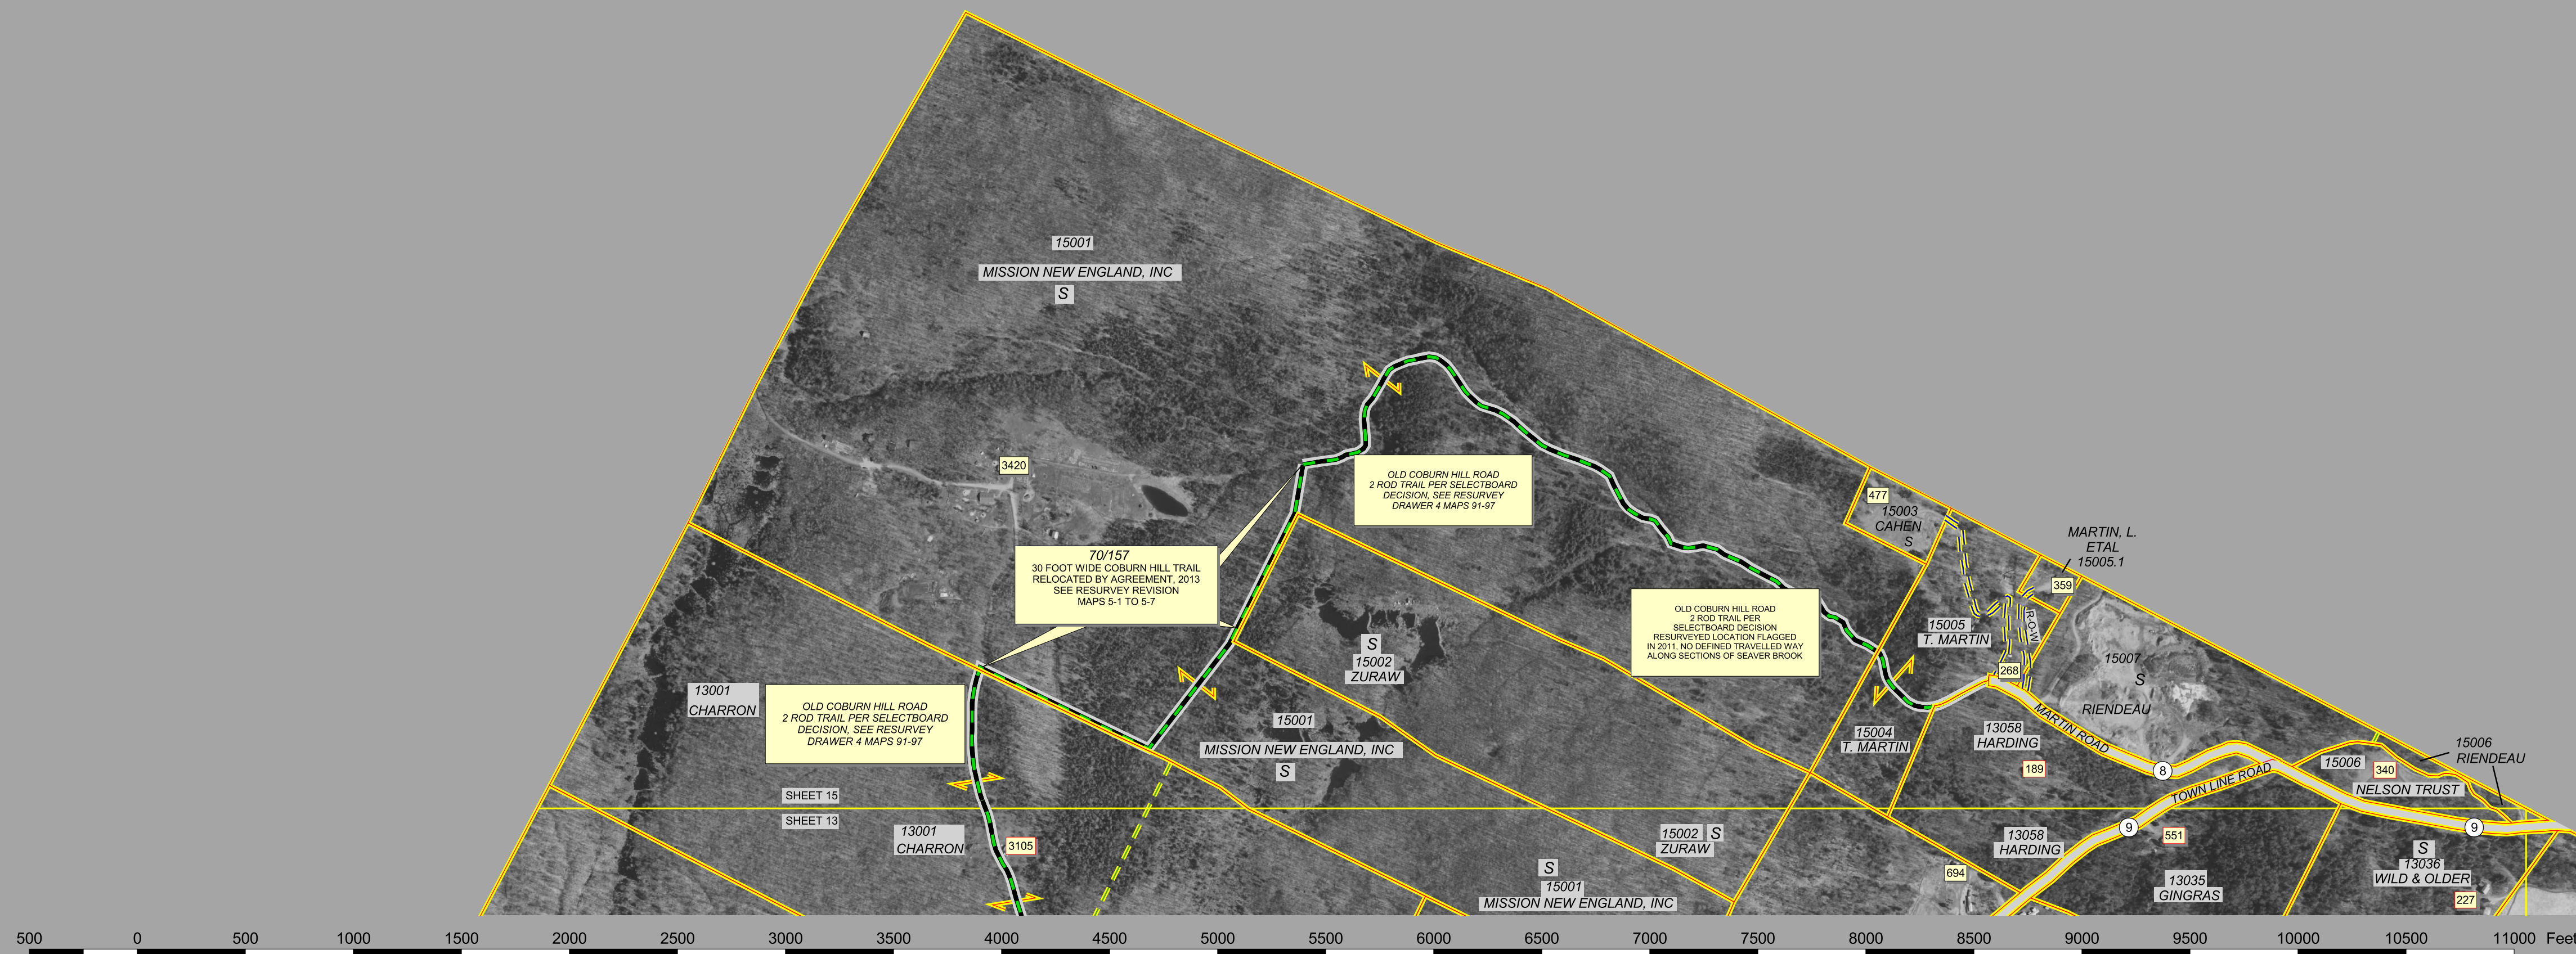 15001
MISSION NEW ENGLAND, INC
S
3420
OLD COBURN HILL ROAD
2 ROD TRAIL PER SELECTBOARD
DECISION, SEE RESURVEY
DRAWER 4 MAPS 91-97
477
15003
CAHEN
S
MARTIN, L.
ETAL
15005.1
359
70/157
30 FOOT WIDE COBURN HILL TRAIL
RELOCATED BY AGREEMENT, 2013
SEE RESURVEY REVISION
MAPS 5-1 TO 5-7
OLD COBURN HILL ROAD
2 ROD TRAIL PER
SELECTBOARD DECISION
RESURVEYED LOCATION FLAGGED
IN 2011, NO DEFINED TRAVELLED WAY
ALONG SECTIONS OF SEAVER BROOK
15005
T. MARTIN
R-O-W
268
S
15002
ZURAW
15007
S
RIENDEAU
13001
CHARRON
OLD COBURN HILL ROAD
2 ROD TRAIL PER SELECTBOARD
DECISION, SEE RESURVEY
DRAWER 4 MAPS 91-97
15001
MISSION NEW ENGLAND, INC
S
15004
T. MARTIN
13058
HARDING
189
MARTIN ROAD
8
TOWN LINE ROAD
15006
NELSON TRUST
340
15006
RIENDEAU
SHEET 15
SHEET 13
13001
CHARRON
3105
15002 S
ZURAW
S
15001
MISSION NEW ENGLAND, INC
694
13058
HARDING
9
551
9
13035
GINGRAS
S
13036
WILD & OLDER
227
500 0 500 1000 1500 2000 2500 3000 3500 4000 4500 5000 5500 6000 6500 7000 7500 8000 8500 9000 9500 10000 10500 11000 Feet